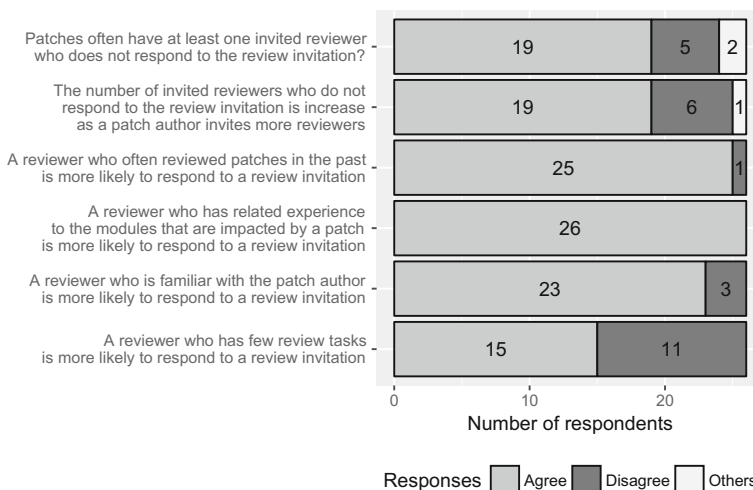 Patches often have at least one invited reviewer
who does not respond to the review invitation?
19 5 2
The number of invited reviewers who do not
respond to the review invitation is increase
as a patch author invites more reviewers
19 6 1
A reviewer who often reviewed patches in the past
is more likely to respond to a review invitation
25 1
A reviewer who has related experience
to the modules that are impacted by a patch
is more likely to respond to a review invitation
26
A reviewer who is familiar with the patch author
is more likely to respond to a review invitation
23 3
A reviewer who has few review tasks
is more likely to respond to a review invitation
15 11
0 10 20
Number of respondents
Responses Agree Disagree Others